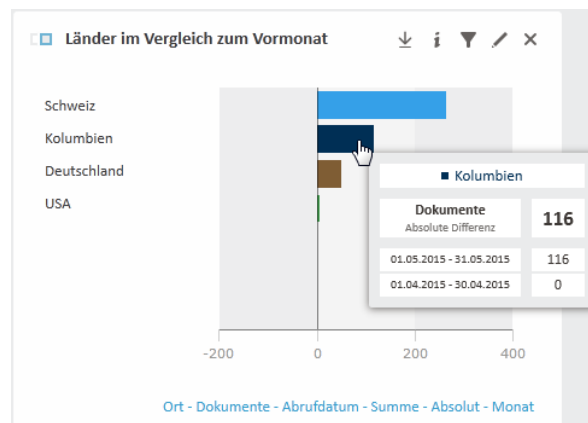 Länder im Vergleich zum Vormonat
Schweiz
Kolumbien
Deutschland
USA
Kolumbien
Dokumente 116
Absolute Differenz
01.05.2015 - 31.05.2015 116
01.04.2015 - 30.04.2015 0
-200 0 200 400
Ort - Dokumente - Abrufdatum - Summe - Absolut - Monat